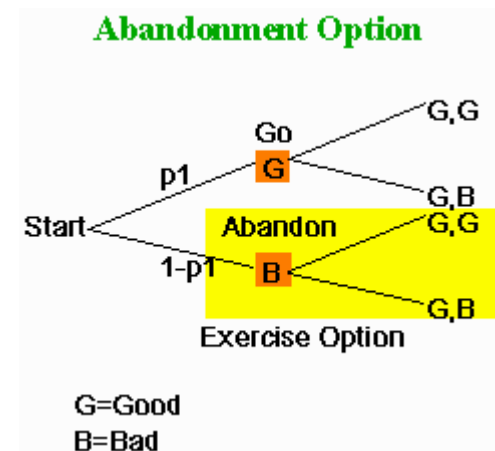 Abandonment Option
G,G
Go
G
p1
G,B
Start
Abandon
G,G
1-p1
B
G,B
Exercise Option
G=Good
B=Bad